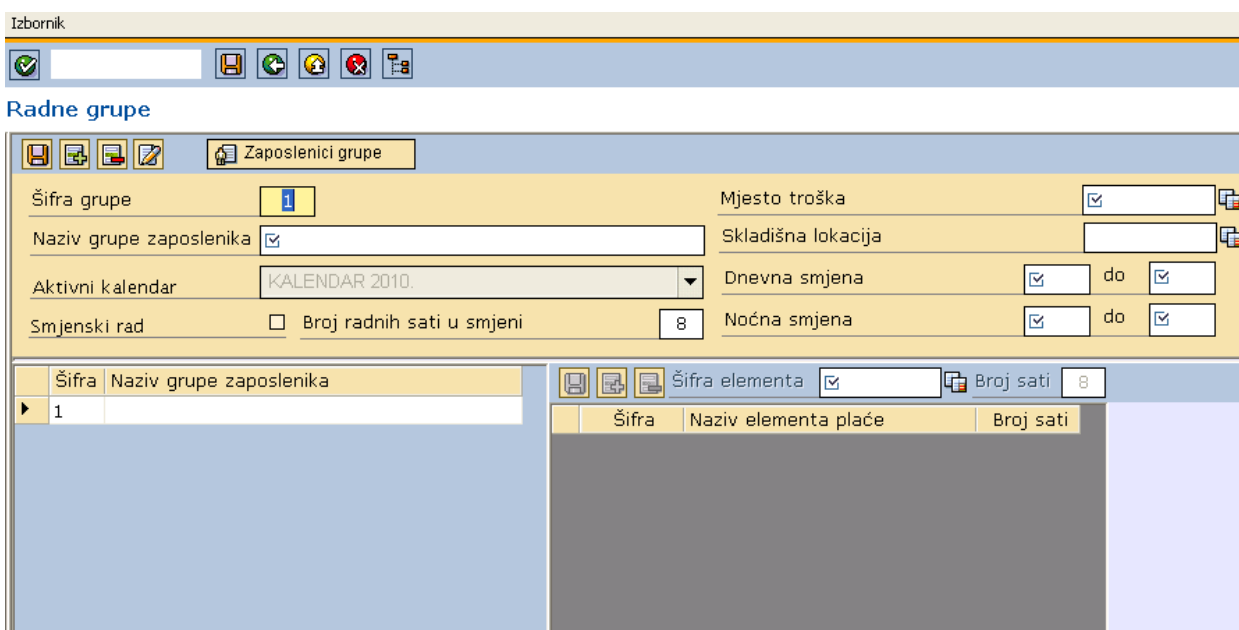 Izbornik
Radne grupe
Zaposlenici grupe
Šifra grupe 1
Mjesto troška
Naziv grupe zaposlenika
Skladišna lokacija
Aktivni kalendar KALENDAR 2010.
Dnevna smjena do
Smjenski rad Broj radnih sati u smjeni 8
Noćna smjena do
Šifra Naziv grupe zaposlenika
1
Šifra elementa Broj sati 8
Šifra Naziv elementa plaće Broj sati